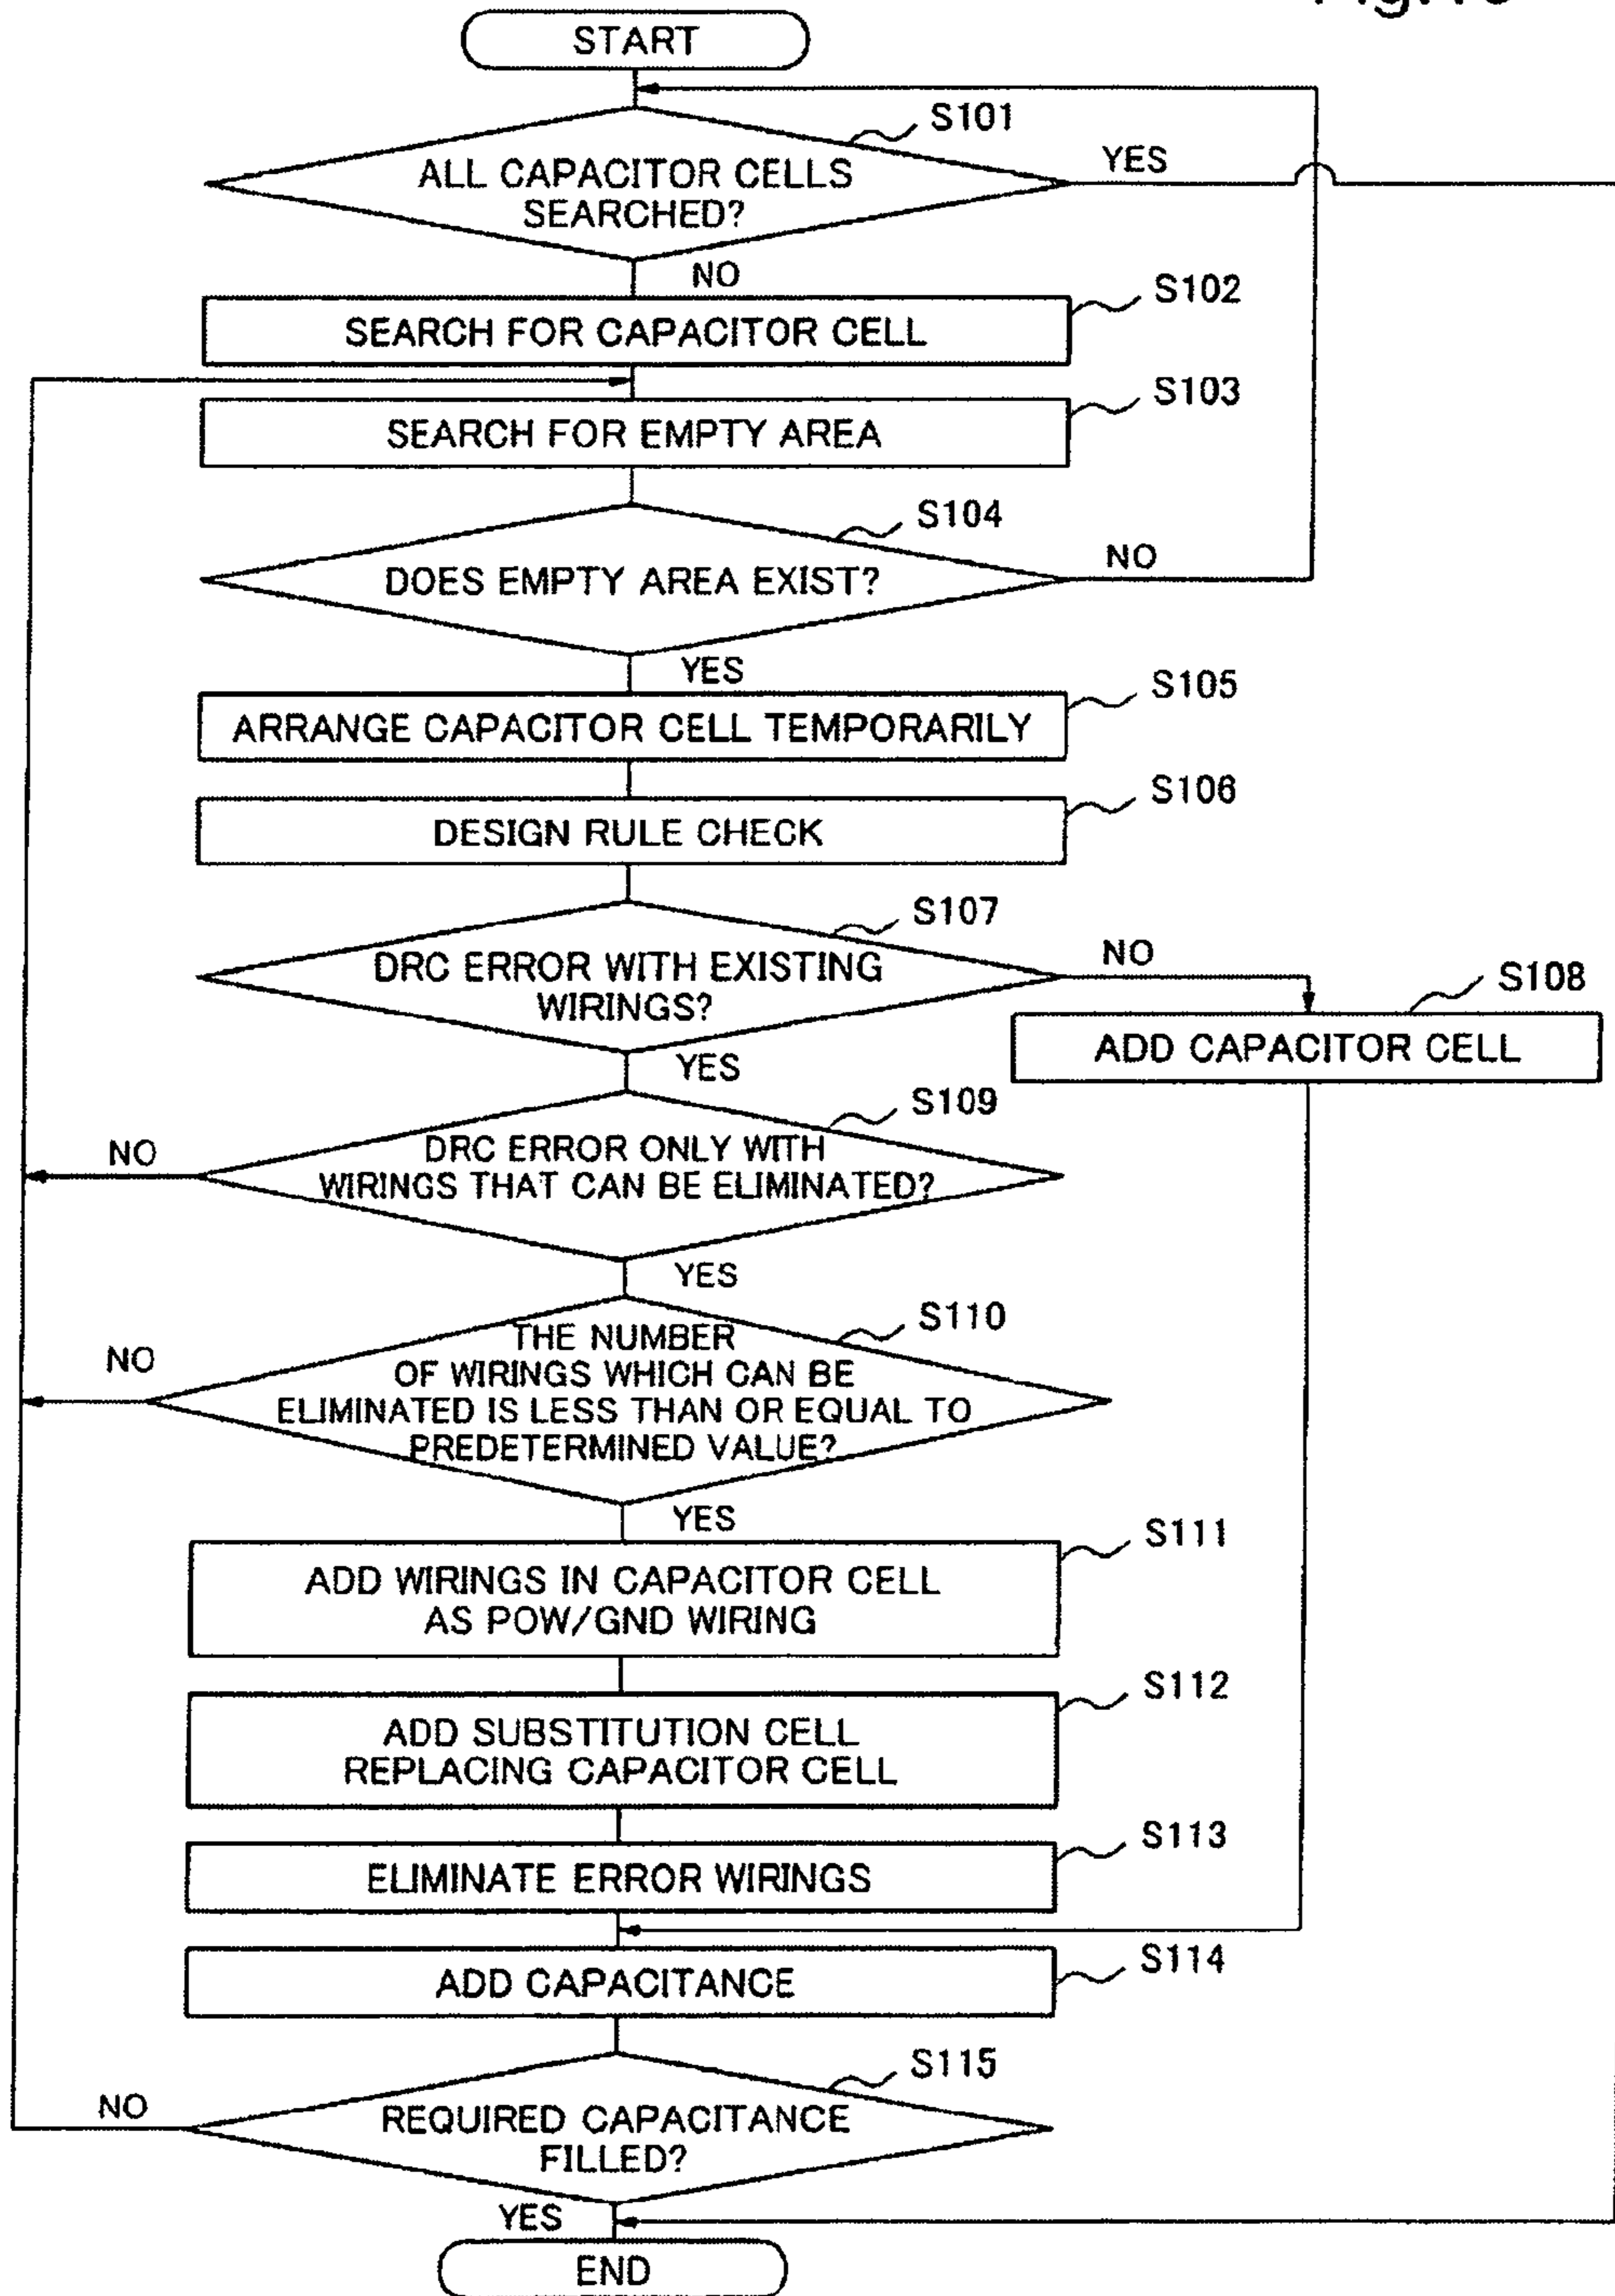 START
S101
ALL CAPACITOR CELLS
SEARCHED?
YES
NO
S102
SEARCH FOR CAPACITOR CELL
S103
SEARCH FOR EMPTY AREA
S104
DOES EMPTY AREA EXIST?
NO
YES
S105
ARRANGE CAPACITOR CELL TEMPORARILY
S106
DESIGN RULE CHECK
S107
DRC ERROR WITH EXISTING
WIRINGS?
NO
S108
ADD CAPACITOR CELL
YES
S109
DRC ERROR ONLY WITH
WIRINGS THAT CAN BE ELIMINATED?
NO
YES
S110
THE NUMBER
OF WIRINGS WHICH CAN BE
ELIMINATED IS LESS THAN OR EQUAL TO
PREDETERMINED VALUE?
NO
YES
S111
ADD WIRINGS IN CAPACITOR CELL
AS POW/GND WIRING
S112
ADD SUBSTITUTION CELL
REPLACING CAPACITOR CELL
S113
ELIMINATE ERROR WIRINGS
S114
ADD CAPACITANCE
S115
REQUIRED CAPACITANCE
FILLED?
NO
YES
END